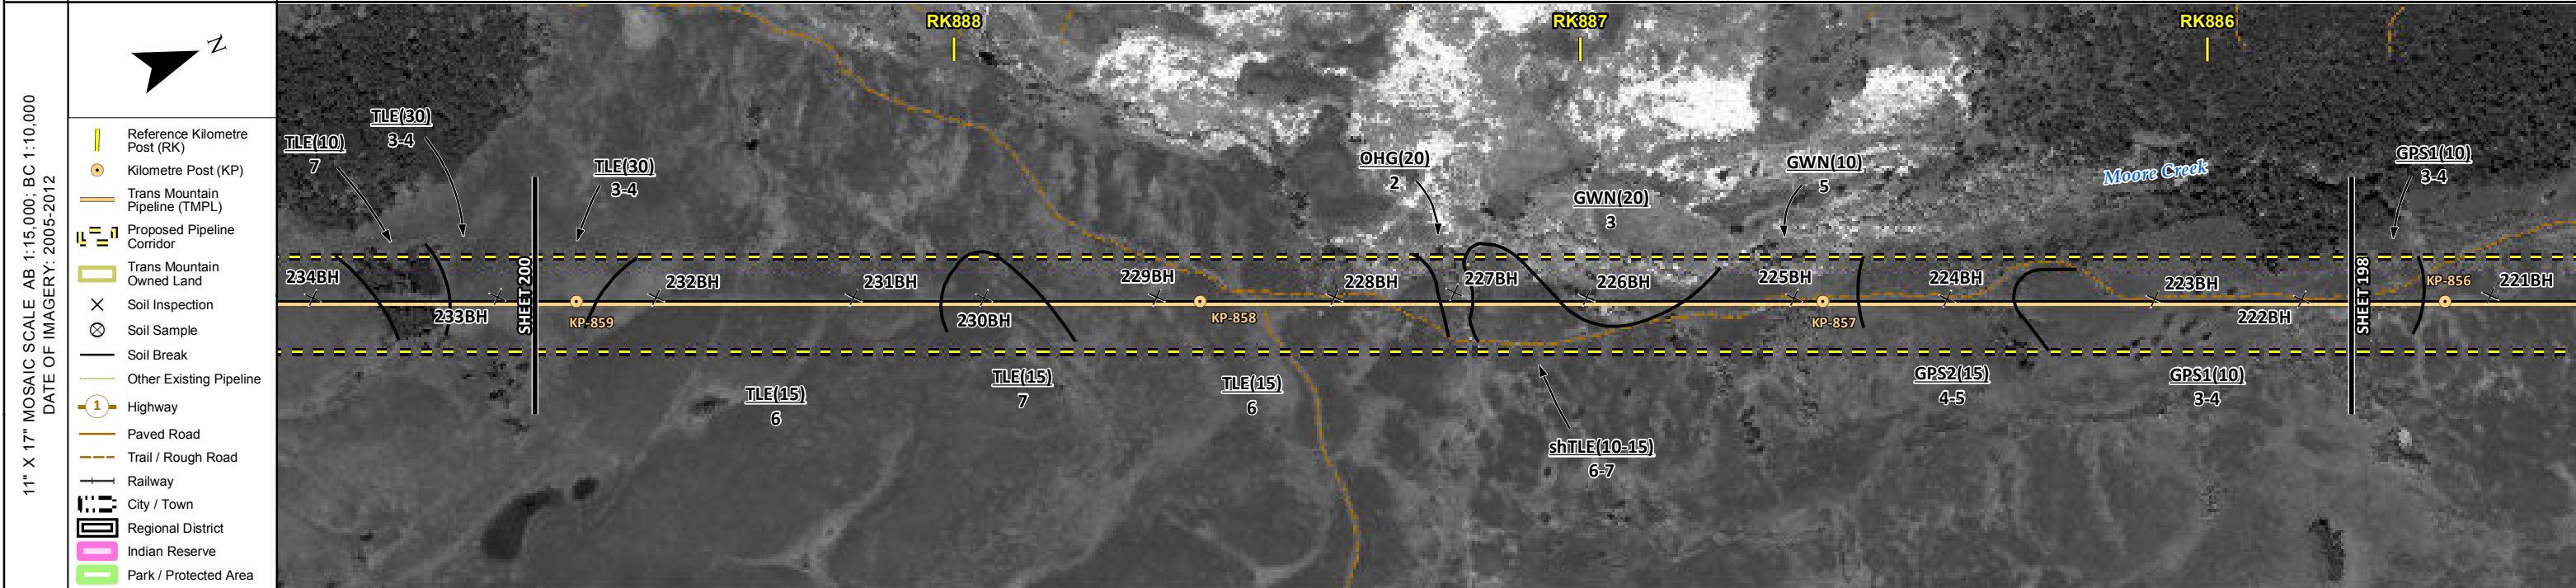 11" X 17" MOSAIC SCALE AB 1:15,000; BC 1:10,000
DATE OF IMAGERY: 2005-2012
N
Reference Kilometre
Post (RK)
Kilometre Post (KP)
Trans Mountain
Pipeline (TMPL)
Proposed Pipeline
Corridor
Trans Mountain
Owned Land
Soil Inspection
Soil Sample
Soil Break
Other Existing Pipeline
1 Highway
Paved Road
Trail / Rough Road
Railway
City / Town
Regional District
Indian Reserve
Park / Protected Area
RK888
RK887
RK886
TLE(10)
7
TLE(30)
3-4
TLE(30)
3-4
OHG(20)
2
GWN(20)
3
GWN(10)
5
Moore Creek
GPS1(10)
3-4
234BH
233BH
SHEET 200
KP-859
232BH
231BH
230BH
229BH
KP-858
228BH
227BH
226BH
225BH
KP-857
224BH
223BH
222BH
SHEET 198
KP-856
221BH
TLE(15)
6
TLE(15)
7
TLE(15)
6
shTLE(10-15)
6-7
GPS2(15)
4-5
GPS1(10)
3-4